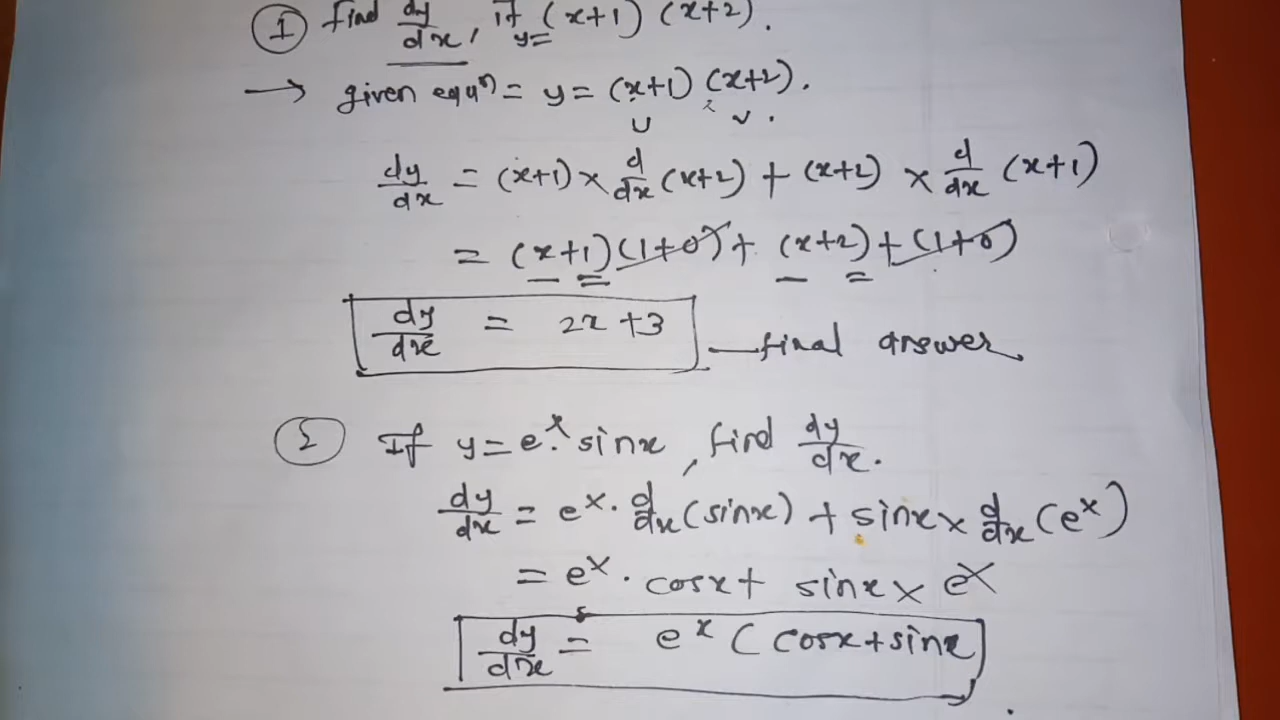 ① find dy/dx, if y= (x+1) (x+2).
→ given equⁿ = y= (x+1) (x+2).
U V .
dy/dx = (x+1) × d/dx (x+2) + (x+2) × d/dx (x+1)
= (x+1) (1+0) + (x+2) + (1+0)
dy/dx = 2x+3 — final answer.
② If y=eˣ. sinx, find dy/dx.
dy/dx = eˣ. d/dx (sinx) + sinx × d/dx (eˣ)
= eˣ. cosx + sinx × eˣ
dy/dx = eˣ (cosx+sinx